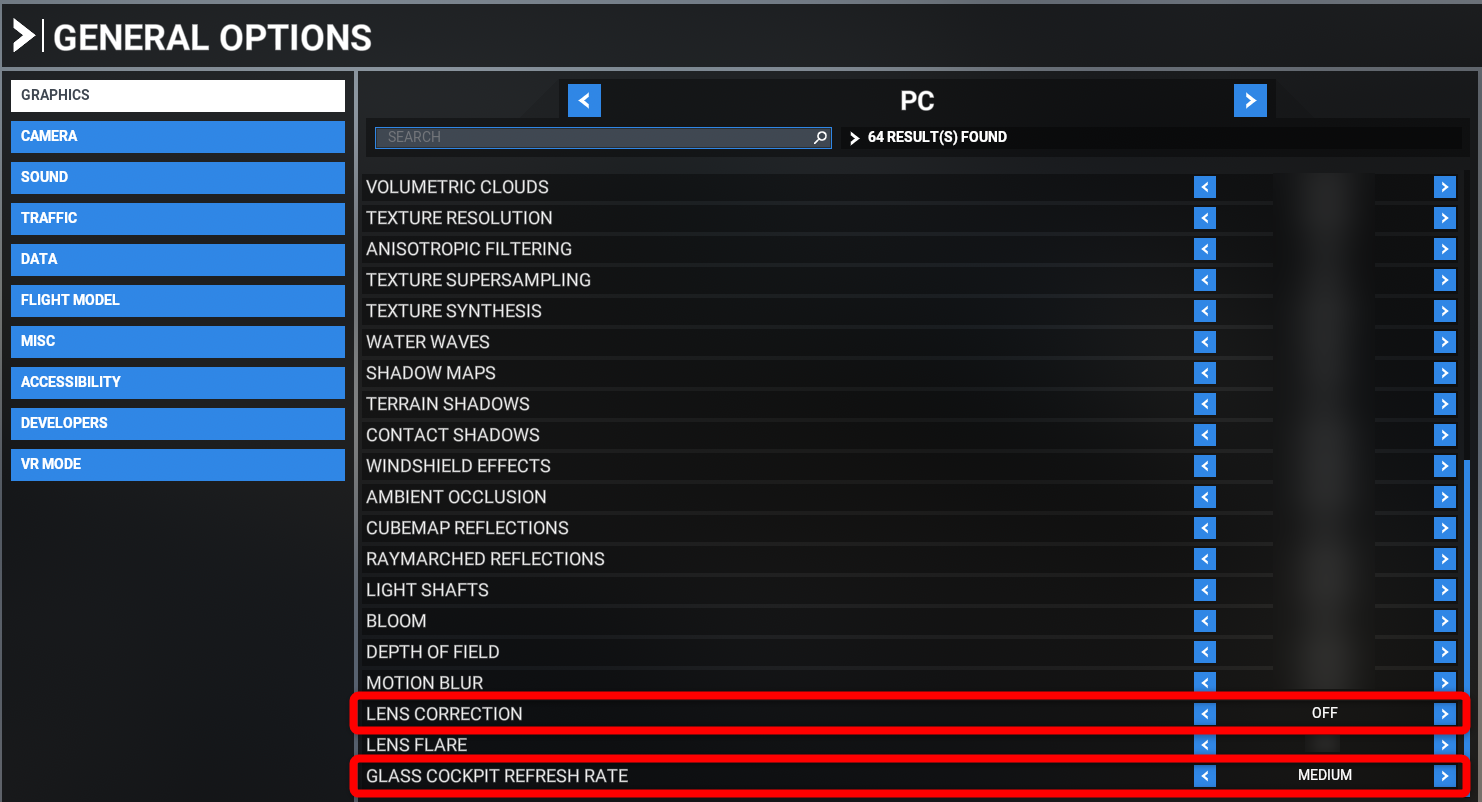 GENERAL OPTIONS
GRAPHICS
CAMERA
SOUND
TRAFFIC
DATA
FLIGHT MODEL
MISC
ACCESSIBILITY
DEVELOPERS
VR MODE
PC
SEARCH
64 RESULT(S) FOUND
VOLUMETRIC CLOUDS
TEXTURE RESOLUTION
ANISOTROPIC FILTERING
TEXTURE SUPERSAMPLING
TEXTURE SYNTHESIS
WATER WAVES
SHADOW MAPS
TERRAIN SHADOWS
CONTACT SHADOWS
WINDSHIELD EFFECTS
AMBIENT OCCLUSION
CUBEMAP REFLECTIONS
RAYMARCHED REFLECTIONS
LIGHT SHAFTS
BLOOM
DEPTH OF FIELD
MOTION BLUR
LENS CORRECTION OFF
LENS FLARE
GLASS COCKPIT REFRESH RATE MEDIUM